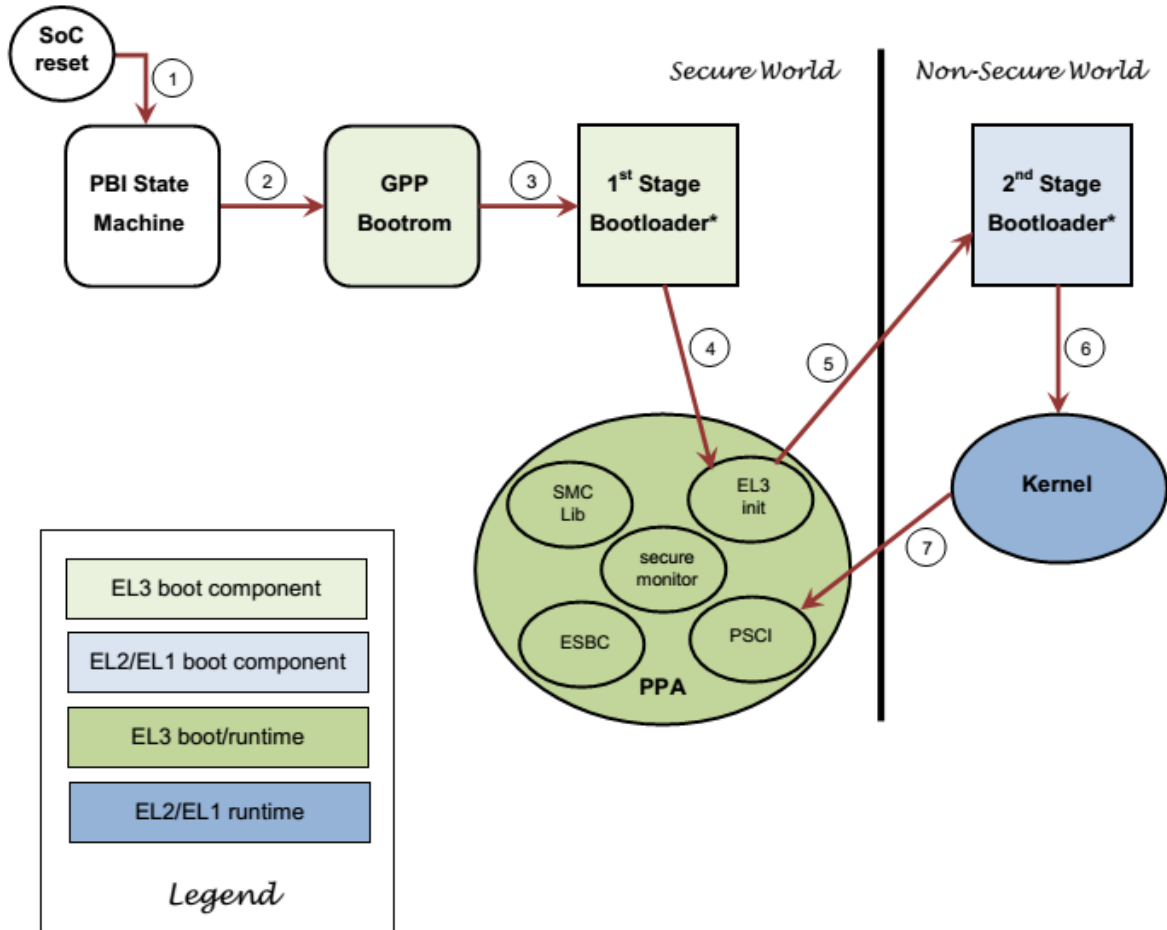 SoC
reset
1
Secure World
Non-Secure World
PBI State
Machine
2
GPP
Bootrom
3
1st Stage
Bootloader*
2nd Stage
Bootloader*
4
5
6
SMC
Lib
EL3
init
secure
monitor
ESBC
PSCI
PPA
Kernel
7
EL3 boot component
EL2/EL1 boot component
EL3 boot/runtime
EL2/EL1 runtime
Legend